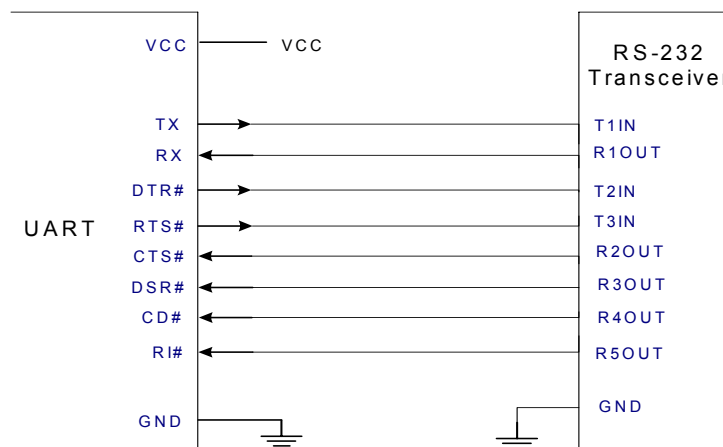 VCC VCC
RS-232
Transceiver
TX T1IN
RX R1OUT
DTR# T2IN
UART
RTS# T3IN
CTS# R2OUT
DSR# R3OUT
CD# R4OUT
RI# R5OUT
GND
GND